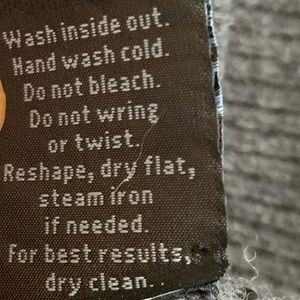 Wash inside out.
Hand wash cold.
Do not bleach.
Do not wring
or twist.
Reshape, dry flat,
steam iron
if needed.
For best results,
dry clean.